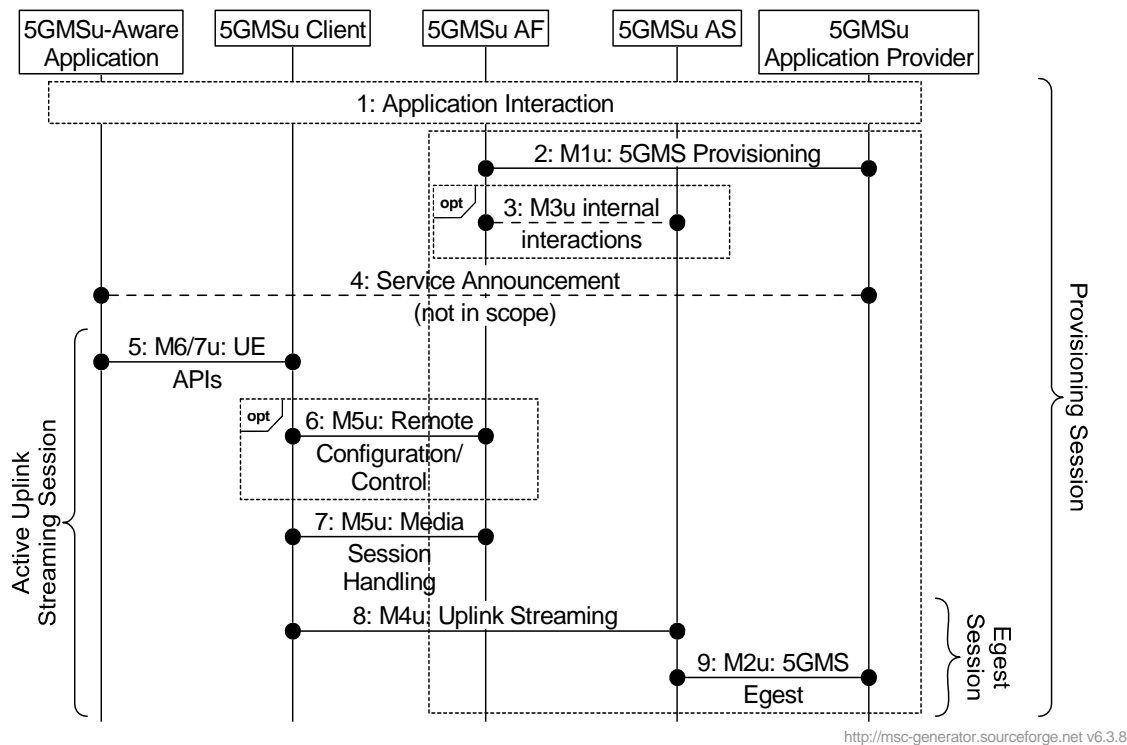 5GMSu-Aware
Application
5GMSu Client
5GMSu AF
5GMSu AS
5GMSu
Application Provider
1: Application Interaction
2: M1u: 5GMS Provisioning
opt
3: M3u internal
interactions
4: Service Announcement
(not in scope)
5: M6/7u: UE
APIs
opt
6: M5u: Remote
Configuration/
Control
7: M5u: Media
Session
Handling
8: M4u: Uplink Streaming
9: M2u: 5GMS
Egest
Active Uplink
Streaming Session
Provisioning Session
Egest
Session
http://msc-generator.sourceforge.net v6.3.8